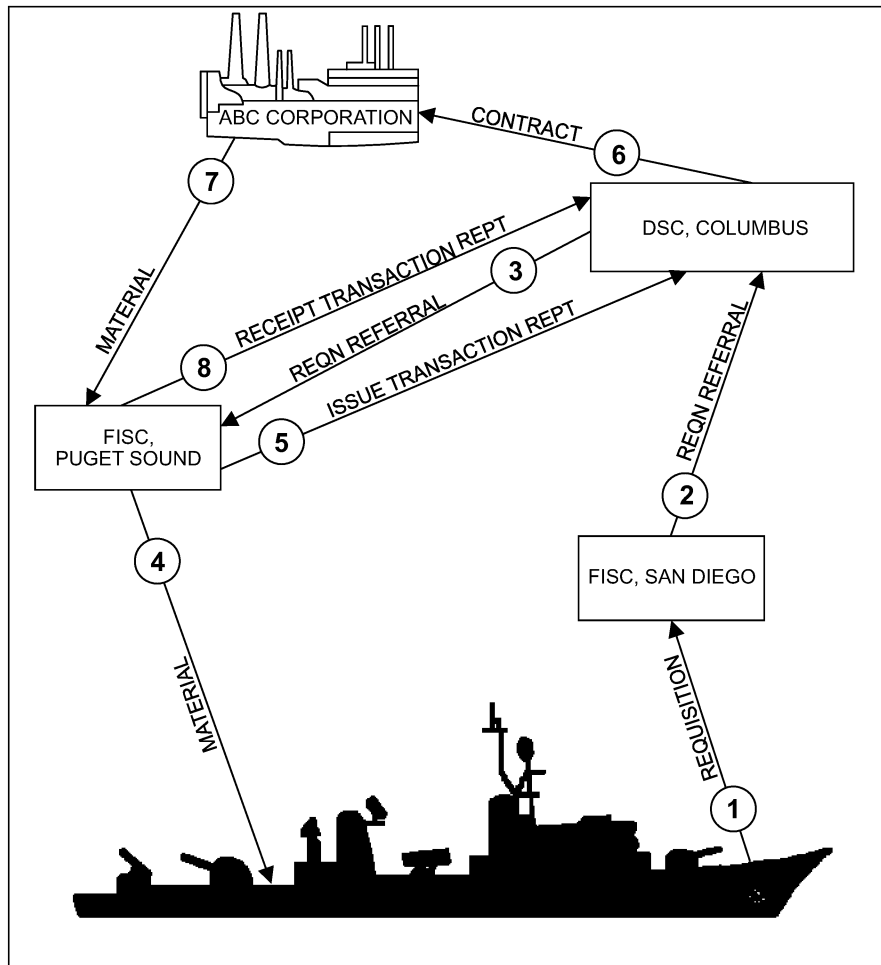 ABC CORPORATION
CONTRACT
6
7
DSC, COLUMBUS
MATERIAL
RECEIPT TRANSACTION REPT
3
REQN REFERRAL
8
ISSUE TRANSACTION REPT
REQN REFERRAL
FISC,
PUGET SOUND
5
2
4
FISC, SAN DIEGO
MATERIAL
REQUISITION
1